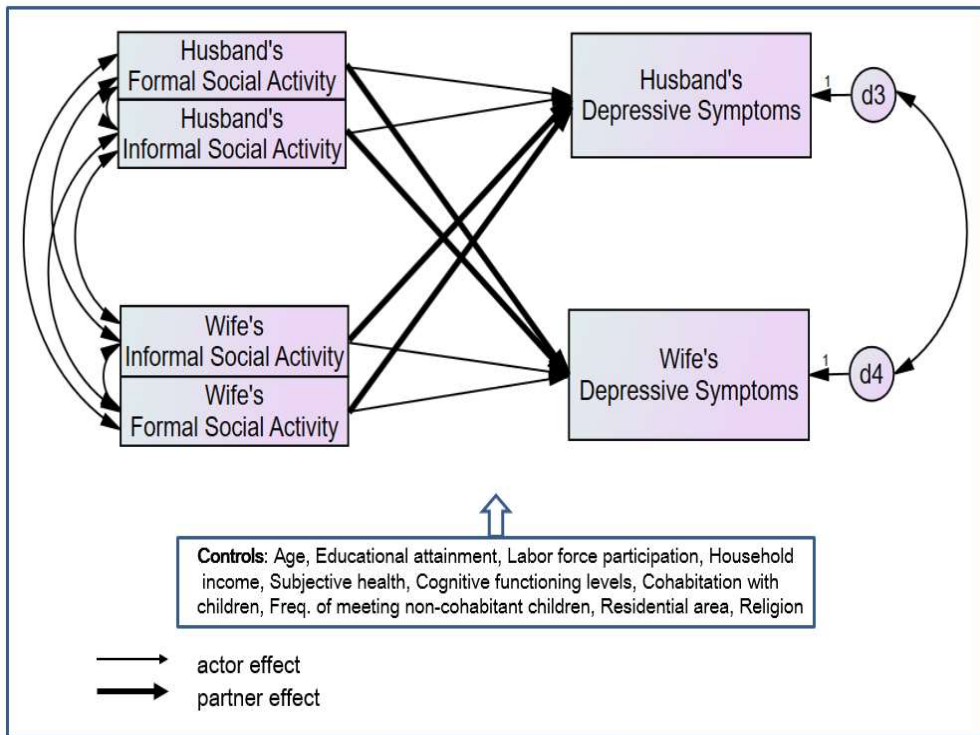 Husband's
Formal Social Activity
Husband's
Informal Social Activity
Husband's
Depressive Symptoms
1
d3
Wife's
Informal Social Activity
Wife's
Formal Social Activity
Wife's
Depressive Symptoms
1
d4
Controls: Age, Educational attainment, Labor force participation, Household
income, Subjective health, Cognitive functioning levels, Cohabitation with
children, Freq. of meeting non-cohabitant children, Residential area, Religion
actor effect
partner effect